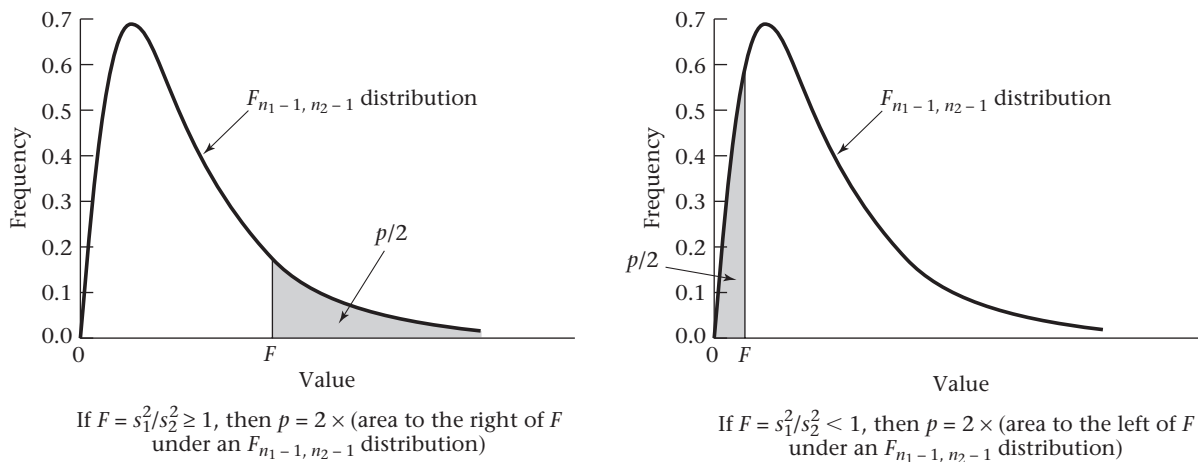 0.7
0.6
0.5
0.4
0.3
0.2
0.1
0.0
Frequency
F n₁ – 1, n₂ – 1 distribution
p/2
0
F
Value
If F = s₁²/s₂² ≥ 1, then p = 2 × (area to the right of F
under an F n₁ – 1, n₂ – 1 distribution)
0.7
0.6
0.5
0.4
0.3
0.2
0.1
0.0
Frequency
F n₁ – 1, n₂ – 1 distribution
p/2
0
F
Value
If F = s₁²/s₂² < 1, then p = 2 × (area to the left of F
under an F n₁ – 1, n₂ – 1 distribution)